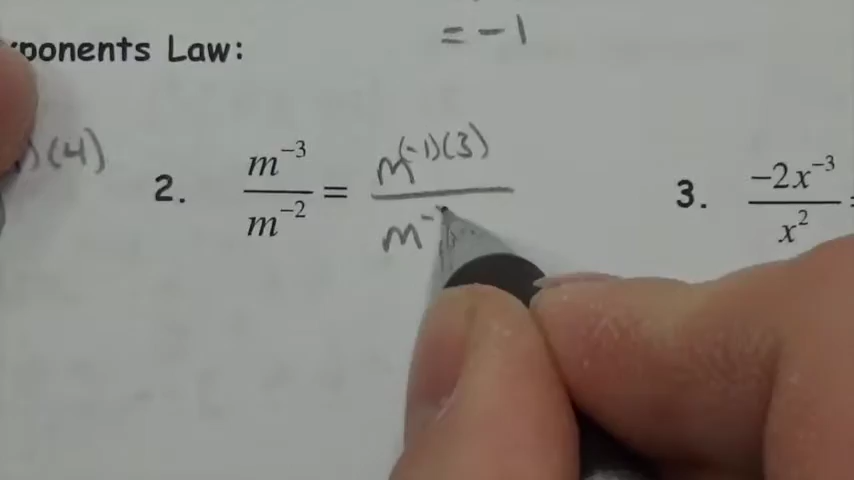 = -1
ponents Law:
)(4)
2. m^{-3}/m^{-2} = m^{(-1)(3)}/m^{-
3. -2x^{-3}/x^{2} =